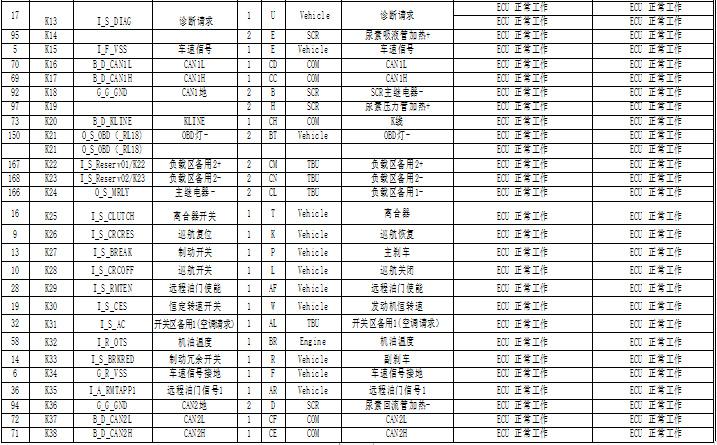 ECU 正常工作 ECU 正常工作
17 K13 I_S_DIAG 诊断请求 1 U Vehicle 诊断请求 ECU 正常工作 ECU 正常工作
95 K14 2 E SCR 尿素吸液管加热+ ECU 正常工作 ECU 正常工作
5 K15 I_F_VSS 车速信号 1 E Vehicle 车速信号 ECU 正常工作 ECU 正常工作
70 K16 B_D_CAN1L CAN1L 1 CD COM CAN1L ECU 正常工作 ECU 正常工作
69 K17 B_D_CAN1H CAN1H 1 CC COM CAN1H ECU 正常工作 ECU 正常工作
92 K18 G_G_GND CAN1地 2 B SCR SCR主继电器- ECU 正常工作 ECU 正常工作
97 K19 2 H SCR 尿素压力管加热+ ECU 正常工作 ECU 正常工作
73 K20 B_D_KLINE KLINE 1 CH COM K线 ECU 正常工作 ECU 正常工作
150 K21 O_S_OBD (_RL18) OBD灯- 2 BT Vehicle OBD灯- ECU 正常工作 ECU 正常工作
K21 O_S_OBD (_RL18) ECU 正常工作 ECU 正常工作
167 K22 I_S_Reserv01/K22 负载区备用2+ 2 CM TBU 负载区备用2+ ECU 正常工作 ECU 正常工作
168 K23 I_S_Reserv02/K23 负载区备用2- 2 CN TBU 负载区备用2- ECU 正常工作 ECU 正常工作
166 K24 O_S_MRLY 主继电器- 2 CL TBU 负载区备用1- ECU 正常工作 ECU 正常工作
16 K25 I_S_CLUTCH 离合器开关 1 T Vehicle 离合器 ECU 正常工作 ECU 正常工作
9 K26 I_S_CRCRES 巡航复位 1 K Vehicle 巡航恢复 ECU 正常工作 ECU 正常工作
13 K27 I_S_BREAK 制动开关 1 P Vehicle 主刹车 ECU 正常工作 ECU 正常工作
10 K28 I_S_CRCOFF 巡航开关 1 L Vehicle 巡航关闭 ECU 正常工作 ECU 正常工作
28 K29 I_S_RMTEN 远程油门使能 1 AF Vehicle 远程油门使能 ECU 正常工作 ECU 正常工作
19 K30 I_S_CES 恒定转速开关 1 W Vehicle 发动机恒转速 ECU 正常工作 ECU 正常工作
32 K31 I_S_AC 开关区备用1(空调请求) 1 AL TBU 开关区备用1(空调请求) ECU 正常工作 ECU 正常工作
58 K32 I_R_OTS 机油温度 1 BR Engine 机油温度 ECU 正常工作 ECU 正常工作
14 K33 I_S_BRKRED 制动冗余开关 1 R Vehicle 副刹车 ECU 正常工作 ECU 正常工作
6 K34 G_R_VSS 车速信号接地 1 F Vehicle 车速信号接地 ECU 正常工作 ECU 正常工作
36 K35 I_A_RMTAPP1 远程油门信号1 1 AR Vehicle 远程油门信号1 ECU 正常工作 ECU 正常工作
94 K36 G_G_GND CAN2地 2 D SCR 尿素回流管加热- ECU 正常工作 ECU 正常工作
72 K37 B_D_CAN2L CAN2L 1 CF COM CAN2L ECU 正常工作 ECU 正常工作
71 K38 B_D_CAN2H CAN2H 1 CE COM CAN2H ECU 正常工作 ECU 正常工作